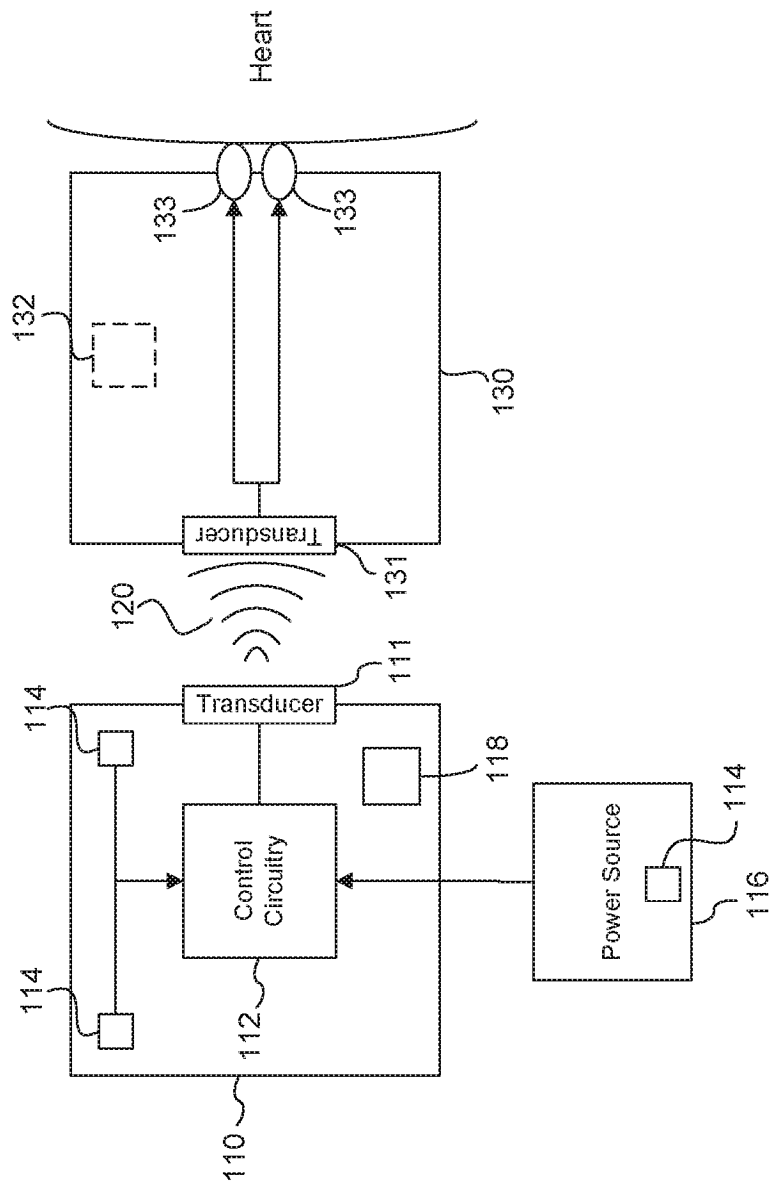 132
114
114
120
133
133
Heart
110
112
Control
Circuitry
Transducer
Transducer
111
131
118
130
Power Source
114
116